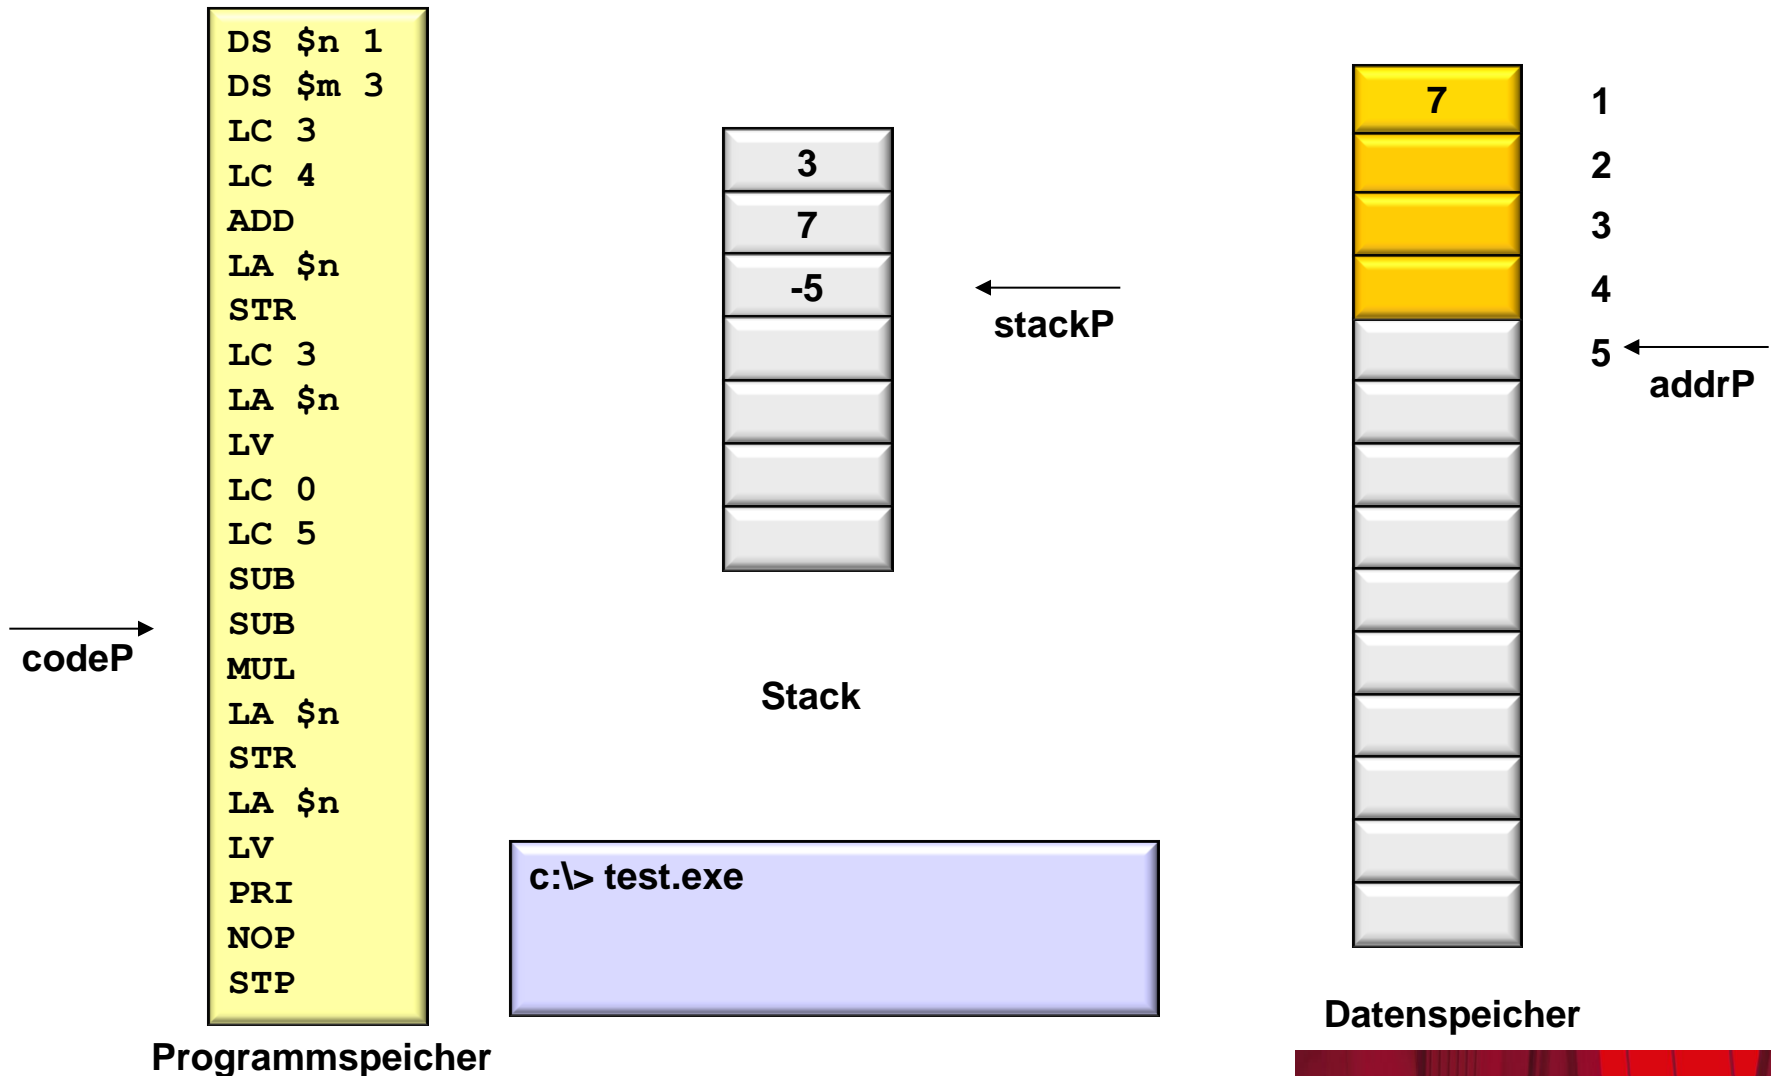 DS $n 1
DS $m 3
LC 3
LC 4
ADD
LA $n
STR
LC 3
LA $n
LV
LC 0
LC 5
SUB
SUB
MUL
LA $n
STR
LA $n
LV
PRI
NOP
STP
codeP
Programmspeicher
3
7
-5
stackP
Stack
c:\> test.exe
7
1
2
3
4
5
addrP
Datenspeicher